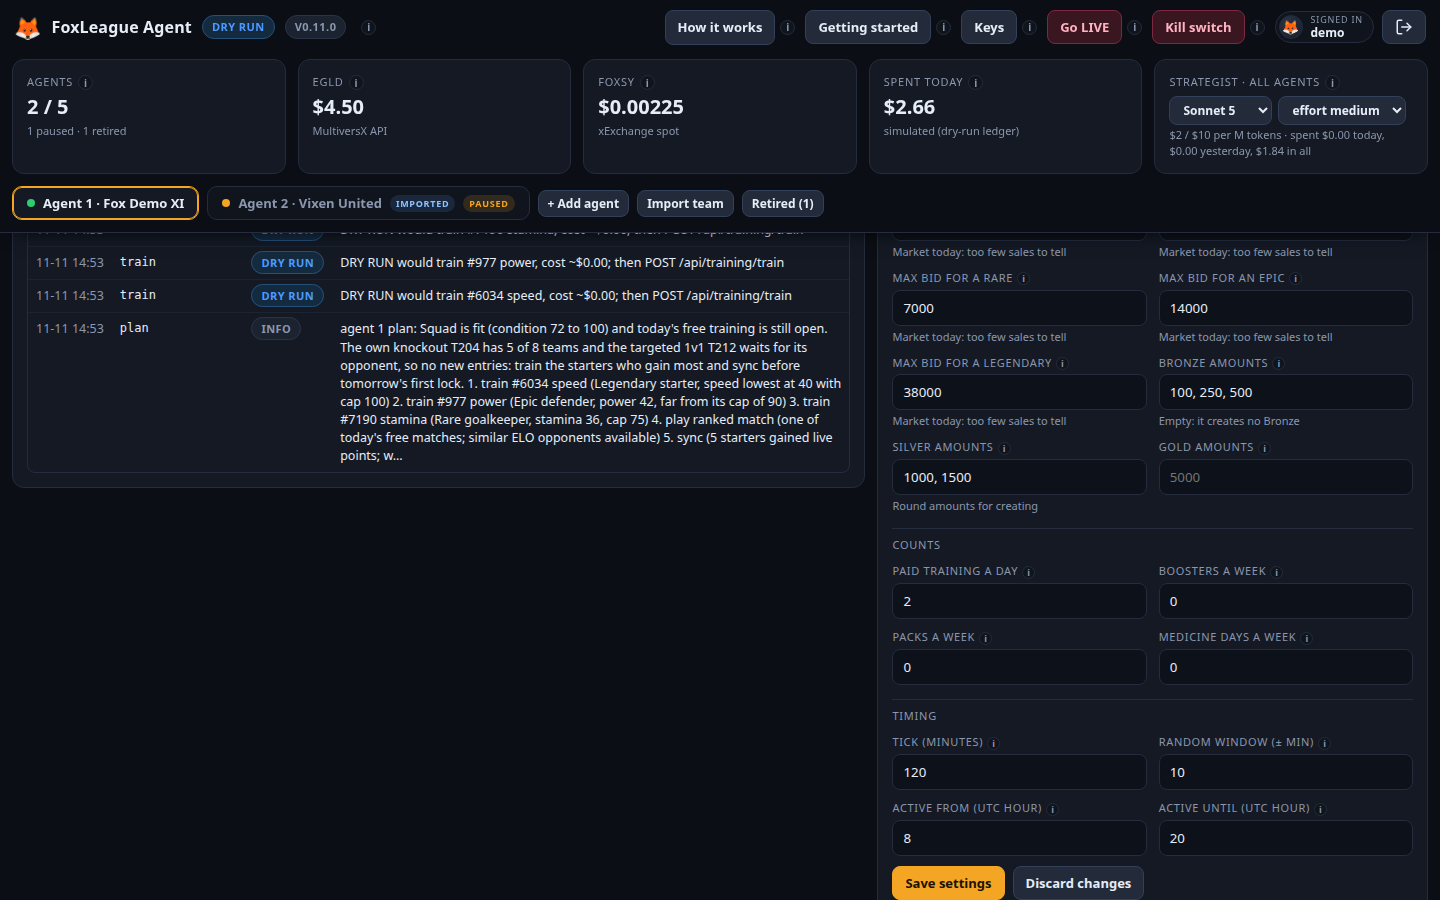 FoxLeague Agent
DRY RUN
V0.11.0
i
How it works i
Getting started i
Keys i
Go LIVE i
Kill switch i
SIGNED IN
demo
AGENTS i
2 / 5
1 paused · 1 retired
EGLD i
$4.50
MultiversX API
FOXSY i
$0.00225
xExchange spot
SPENT TODAY i
$2.66
simulated (dry-run ledger)
STRATEGIST · ALL AGENTS i
Sonnet 5
effort medium
$2 / $10 per M tokens · spent $0.00 today,
$0.00 yesterday, $1.84 in all
Agent 1 · Fox Demo XI
Agent 2 · Vixen United IMPORTED PAUSED
+ Add agent
Import team
Retired (1)
11-11 14:53 train DRY RUN DRY RUN would train #977 power, cost ~$0.00; then POST /api/training/train
11-11 14:53 train DRY RUN DRY RUN would train #6034 speed, cost ~$0.00; then POST /api/training/train
11-11 14:53 plan INFO agent 1 plan: Squad is fit (condition 72 to 100) and today's free training is still open.
The own knockout T204 has 5 of 8 teams and the targeted 1v1 T212 waits for its
opponent, so no new entries: train the starters who gain most and sync before
tomorrow's first lock. 1. train #6034 speed (Legendary starter, speed lowest at 40 with
cap 100) 2. train #977 power (Epic defender, power 42, far from its cap of 90) 3. train
#7190 stamina (Rare goalkeeper, stamina 36, cap 75) 4. play ranked match (one of
today's free matches; similar ELO opponents available) 5. sync (5 starters gained live
points; w...
Market today: too few sales to tell
Market today: too few sales to tell
MAX BID FOR A RARE i
MAX BID FOR AN EPIC i
7000
14000
Market today: too few sales to tell
Market today: too few sales to tell
MAX BID FOR A LEGENDARY i
BRONZE AMOUNTS i
38000
100, 250, 500
Market today: too few sales to tell
Empty: it creates no Bronze
SILVER AMOUNTS i
GOLD AMOUNTS i
1000, 1500
5000
Round amounts for creating
COUNTS
PAID TRAINING A DAY i
BOOSTERS A WEEK i
2
0
PACKS A WEEK i
MEDICINE DAYS A WEEK i
0
0
TIMING
TICK (MINUTES) i
RANDOM WINDOW (± MIN) i
120
10
ACTIVE FROM (UTC HOUR) i
ACTIVE UNTIL (UTC HOUR) i
8
20
Save settings
Discard changes